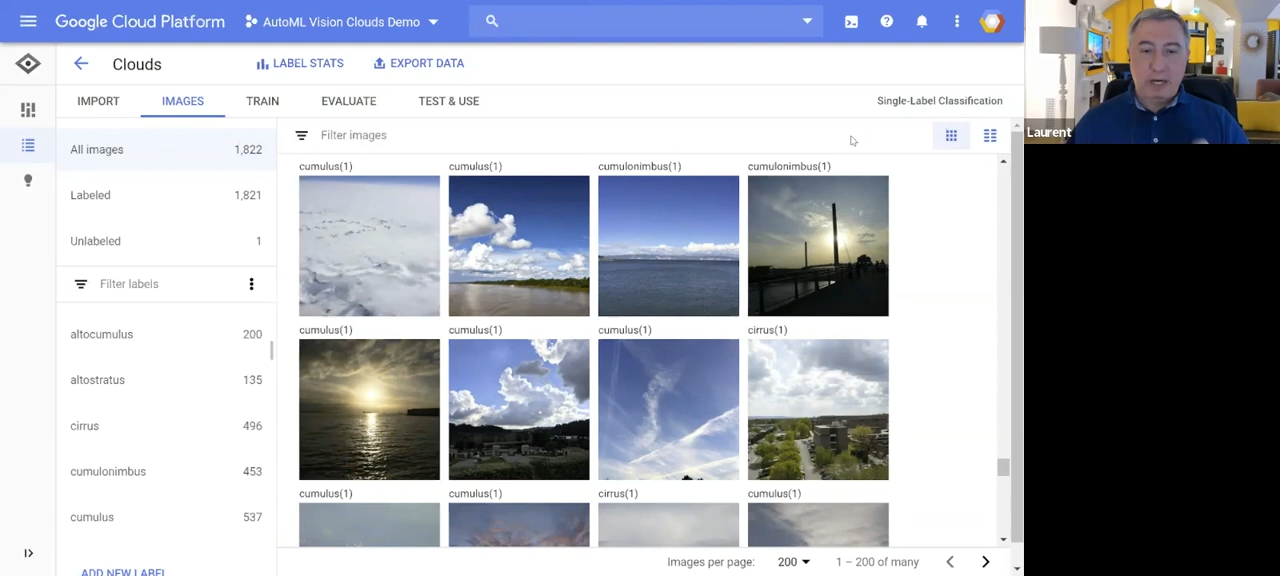 Google Cloud Platform
AutoML Vision Clouds Demo
Clouds
LABEL STATS
EXPORT DATA
IMPORT
IMAGES
TRAIN
EVALUATE
TEST & USE
Single-Label Classification
All images 1,822
Labeled 1,821
Unlabeled 1
Filter labels
altocumulus 200
altostratus 135
cirrus 496
cumulonimbus 453
cumulus 537
ADD NEW LABEL
Filter images
cumulus(1) cumulus(1) cumulonimbus(1) cumulonimbus(1)
cumulus(1) cumulus(1) cumulus(1) cirrus(1)
cumulus(1) cumulus(1) cirrus(1) cumulus(1)
Images per page: 200 1 – 200 of many
Laurent